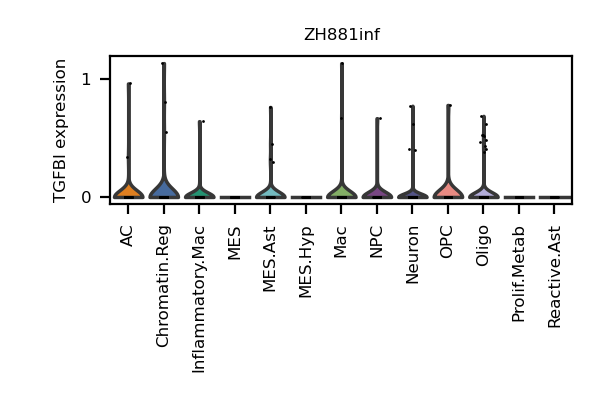 ZH881inf
TGFBI expression
1
0
AC
Chromatin.Reg
Inflammatory.Mac
MES
MES.Ast
MES.Hyp
Mac
NPC
Neuron
OPC
Oligo
Prolif.Metab
Reactive.Ast